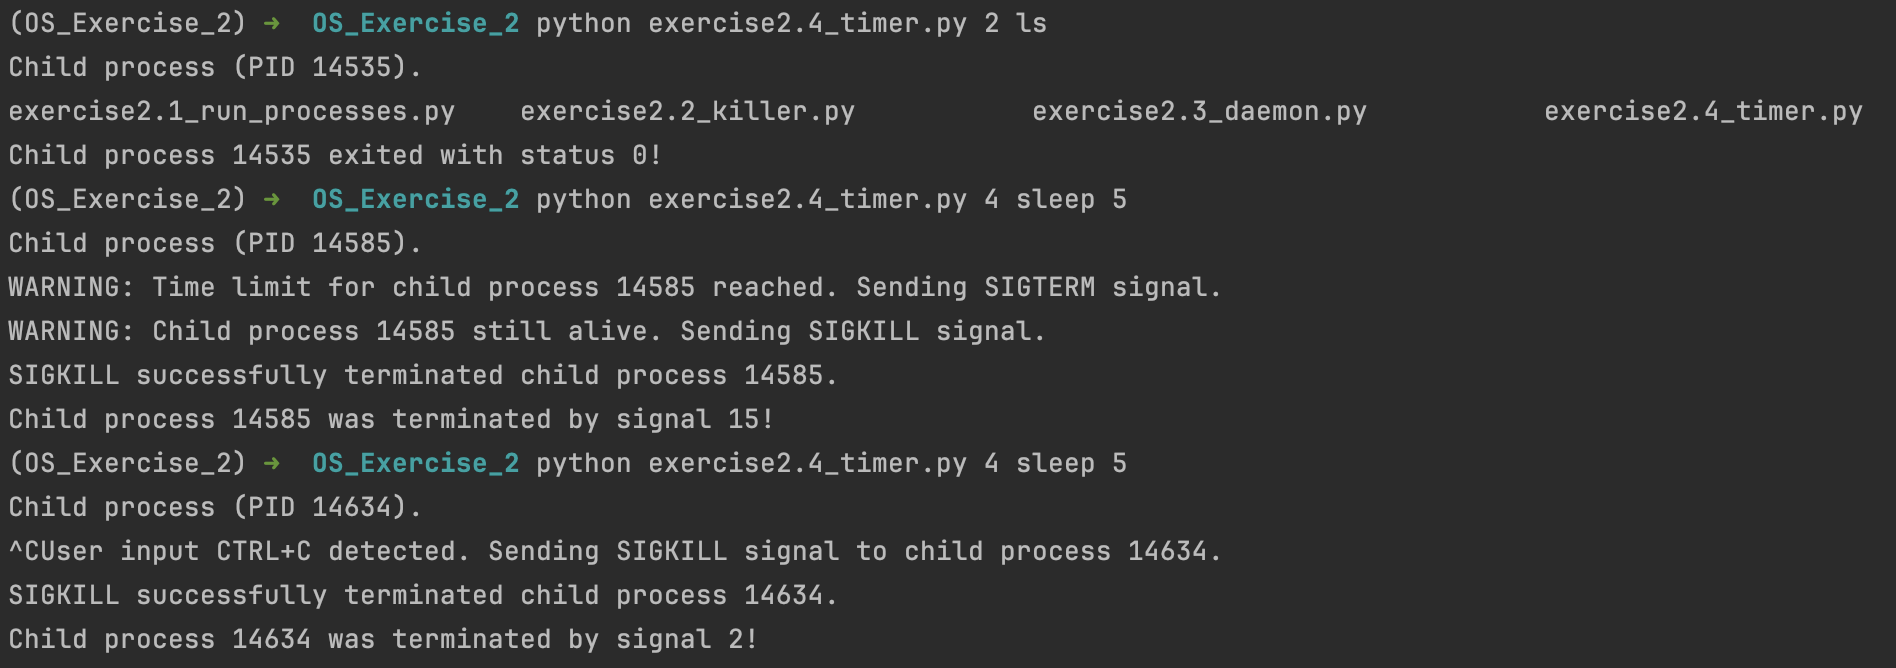 (OS_Exercise_2) ➜  OS_Exercise_2 python exercise2.4_timer.py 2 ls
Child process (PID 14535).
exercise2.1_run_processes.py    exercise2.2_killer.py           exercise2.3_daemon.py           exercise2.4_timer.py
Child process 14535 exited with status 0!
(OS_Exercise_2) ➜  OS_Exercise_2 python exercise2.4_timer.py 4 sleep 5
Child process (PID 14585).
WARNING: Time limit for child process 14585 reached. Sending SIGTERM signal.
WARNING: Child process 14585 still alive. Sending SIGKILL signal.
SIGKILL successfully terminated child process 14585.
Child process 14585 was terminated by signal 15!
(OS_Exercise_2) ➜  OS_Exercise_2 python exercise2.4_timer.py 4 sleep 5
Child process (PID 14634).
^CUser input CTRL+C detected. Sending SIGKILL signal to child process 14634.
SIGKILL successfully terminated child process 14634.
Child process 14634 was terminated by signal 2!